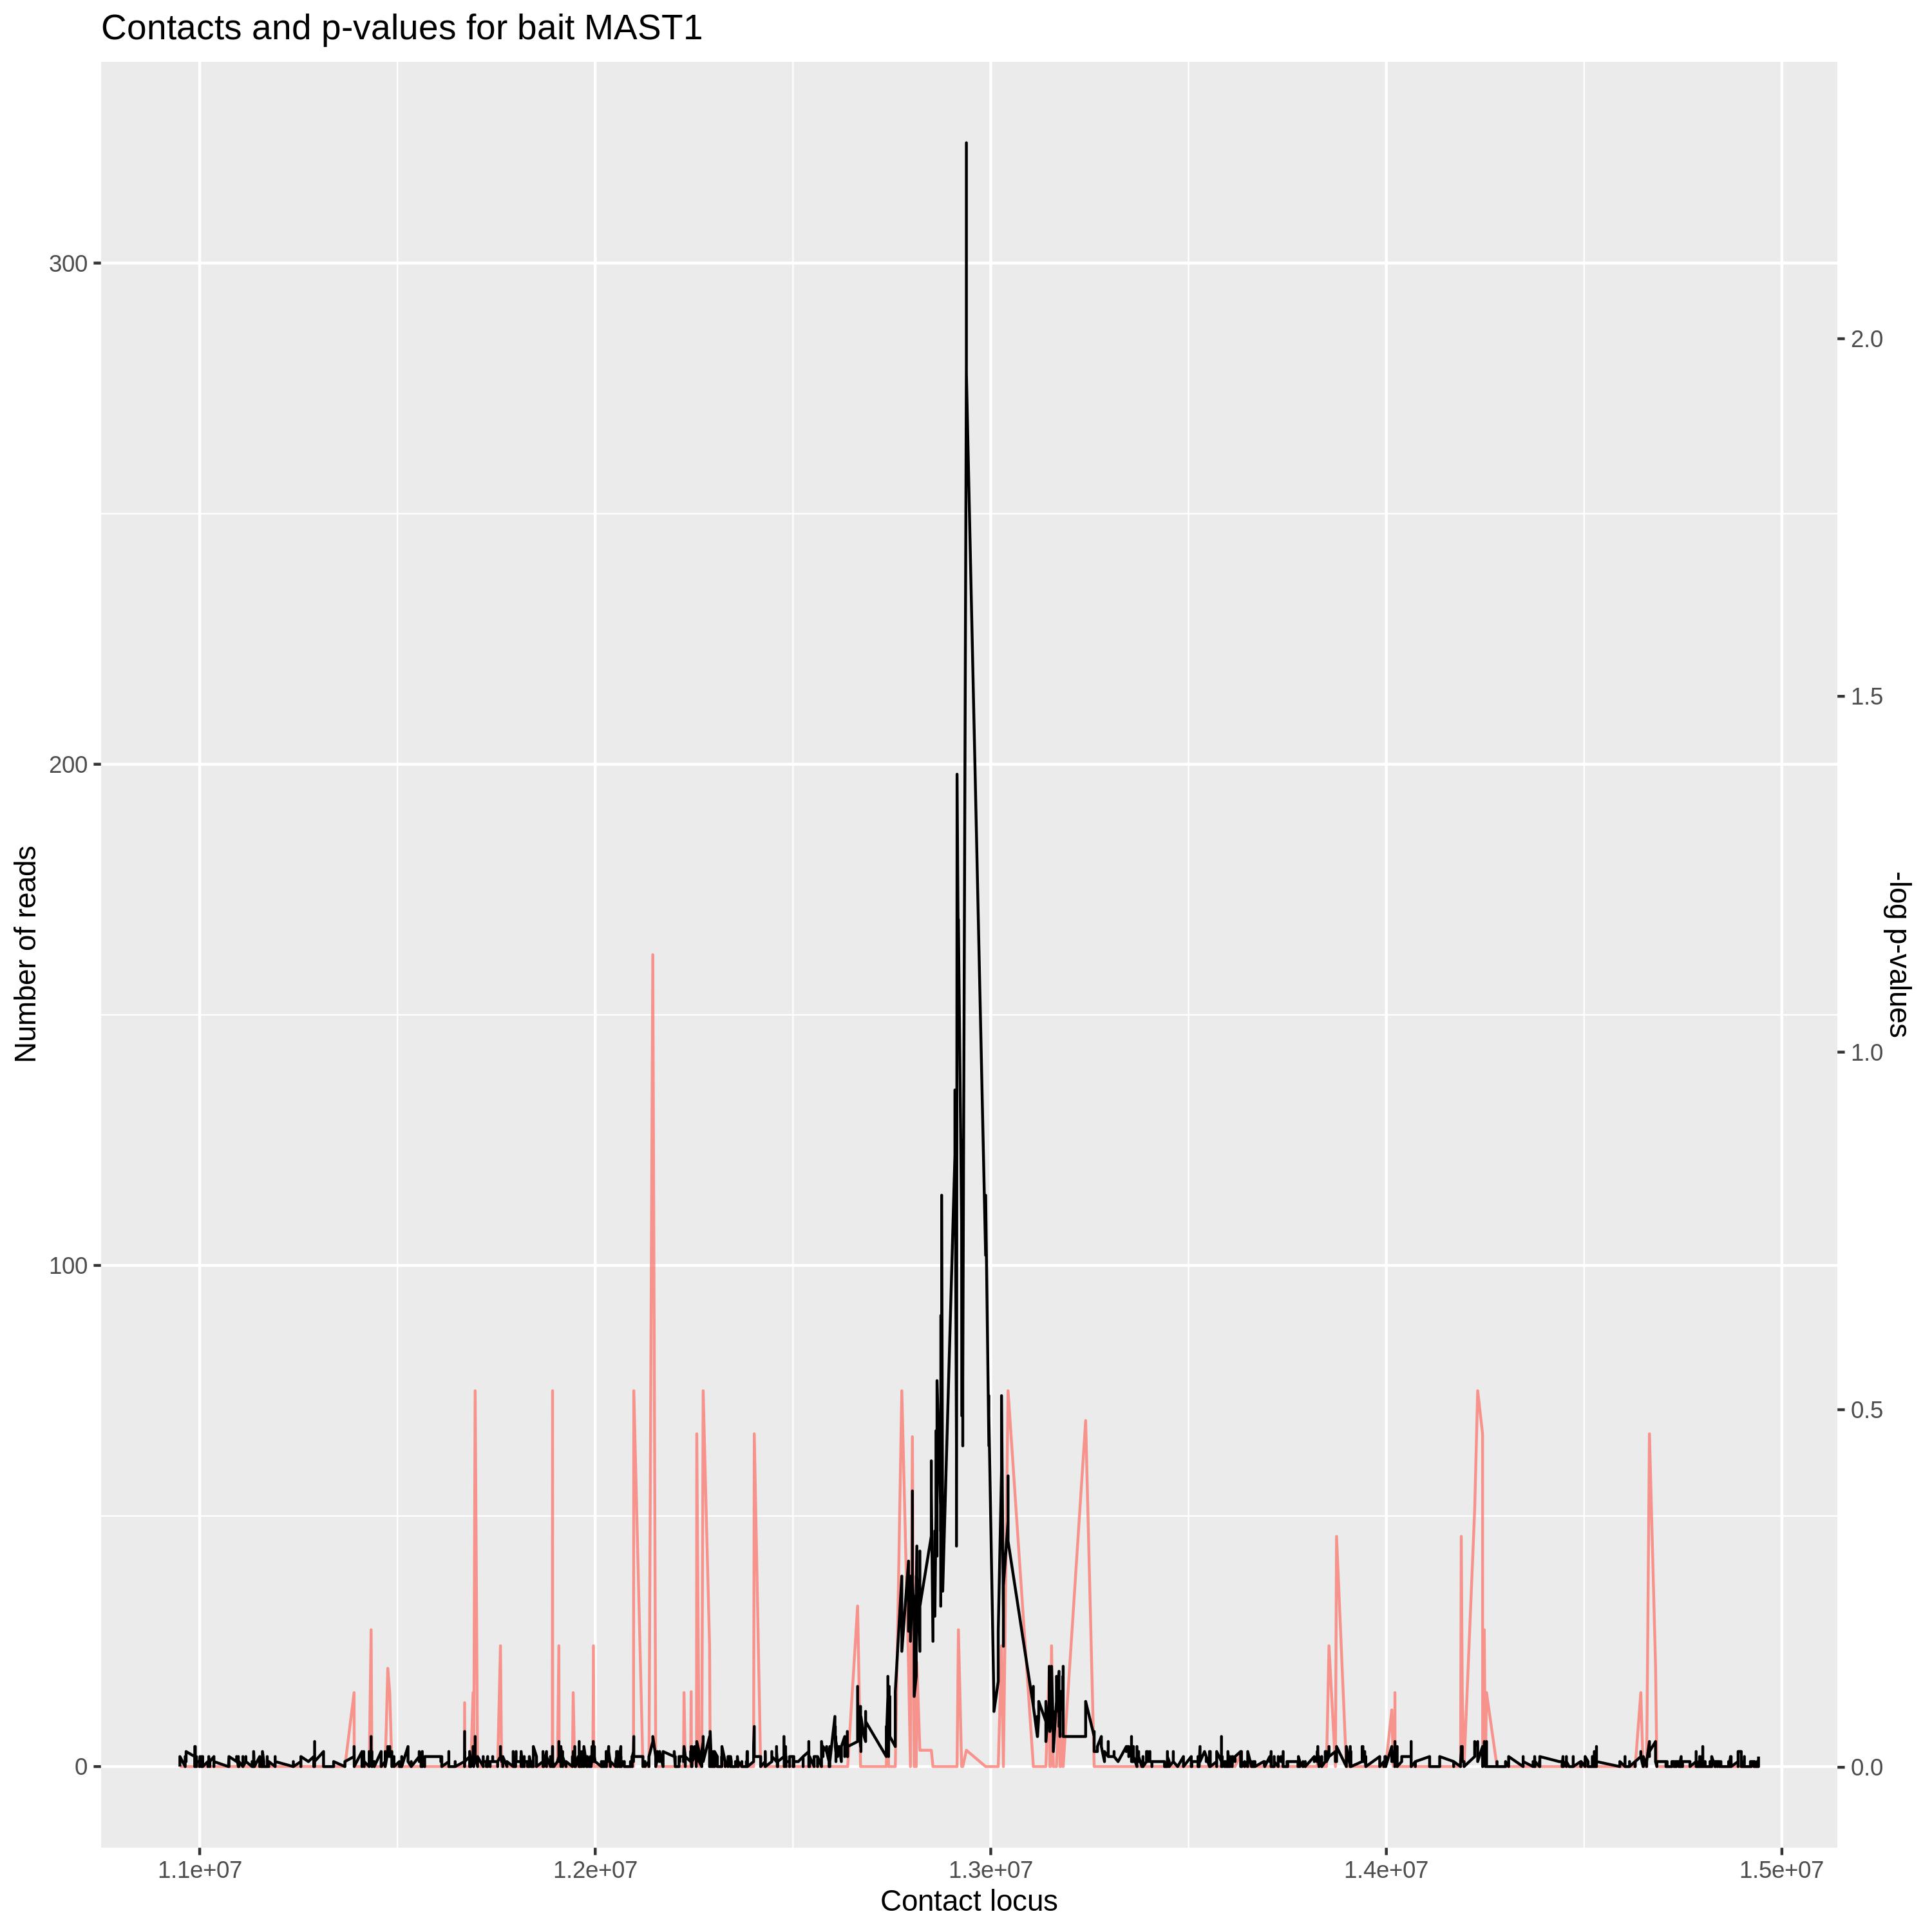 Contacts and p-values for bait MAST1
300
200
100
0
Number of reads
2.0
1.5
1.0
0.5
0.0
-log p-values
1.1e+07 1.2e+07 1.3e+07 1.4e+07 1.5e+07
Contact locus